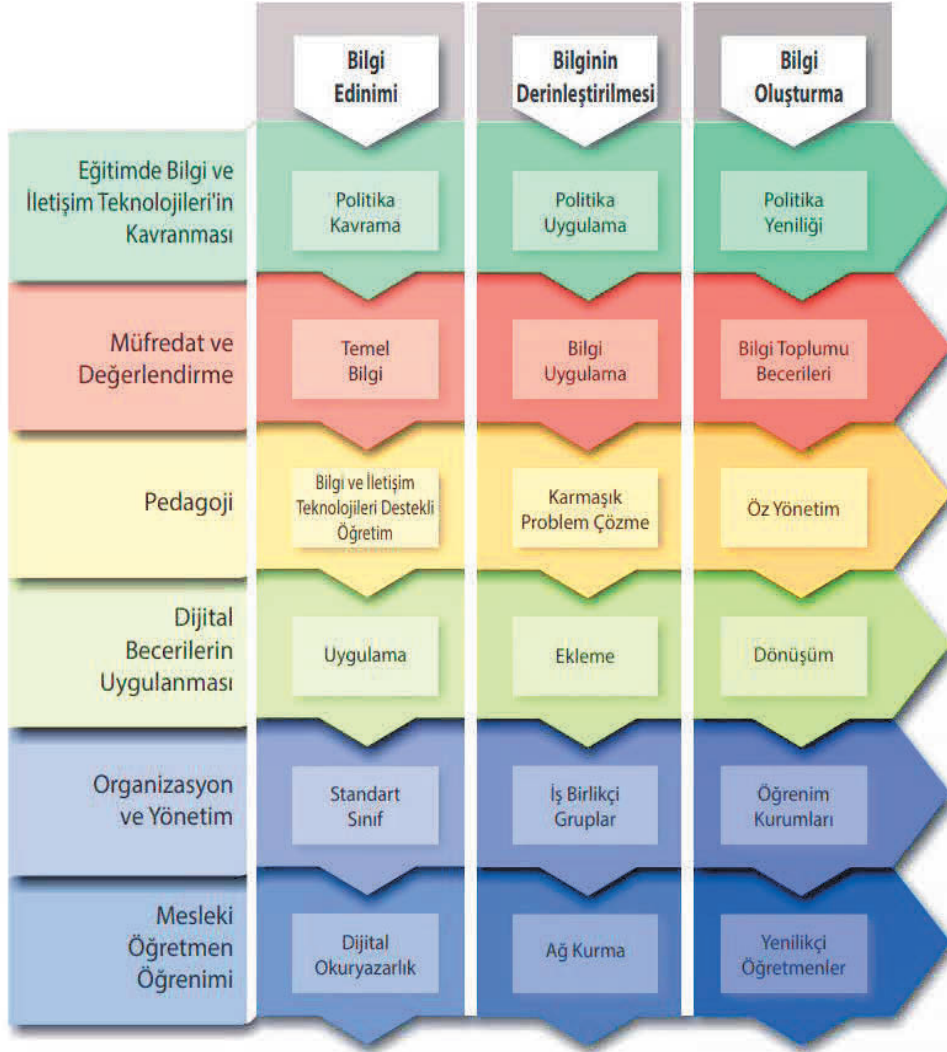 Bilgi
Edinimi
Bilginin
Derinleştirilmesi
Bilgi
Oluşturma
Eğitimde Bilgi ve
İletişim Teknolojileri'in
Kavranması
Politika
Kavrama
Politika
Uygulama
Politika
Yeniliği
Müfredat ve
Değerlendirme
Temel
Bilgi
Bilgi
Uygulama
Bilgi Toplumu
Becerileri
Pedagoji
Bilgi ve İletişim
Teknolojileri Destekli
Öğretim
Karmaşık
Problem Çözme
Öz Yönetim
Dijital
Becerilerin
Uygulanması
Uygulama
Ekleme
Dönüşüm
Organizasyon
ve Yönetim
Standart
Sınıf
İş Birlikçi
Gruplar
Öğrenim
Kurumları
Mesleki
Öğretmen
Öğrenimi
Dijital
Okuryazarlık
Ağ Kurma
Yenilikçi
Öğretmenler